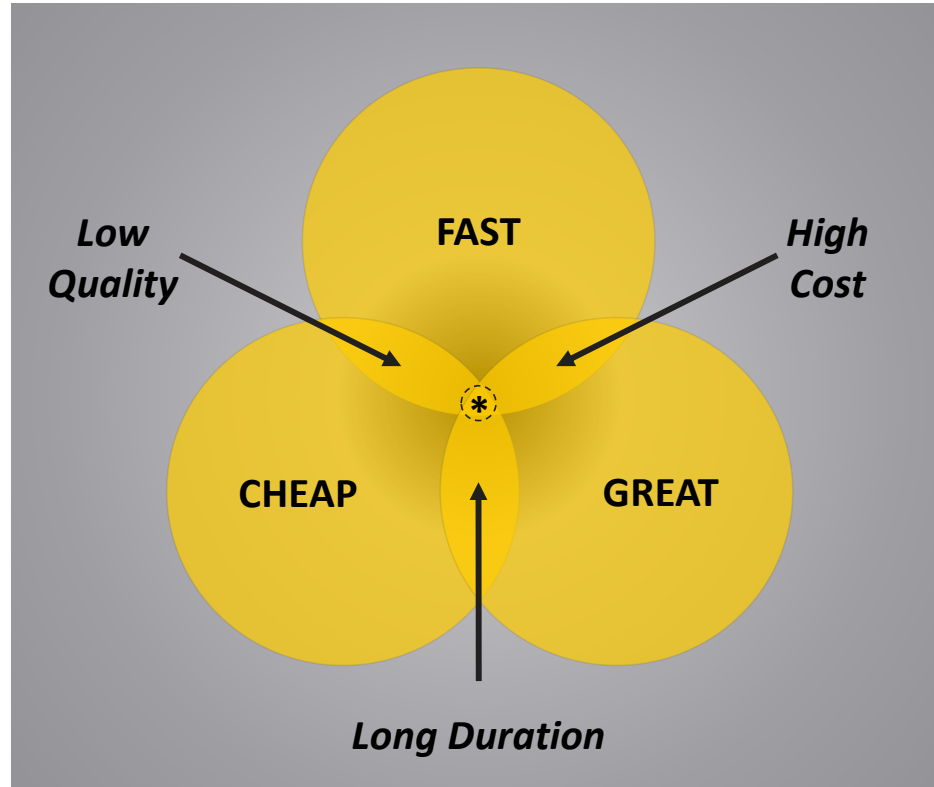 FAST
Low
Quality
High
Cost
*
CHEAP
GREAT
Long Duration